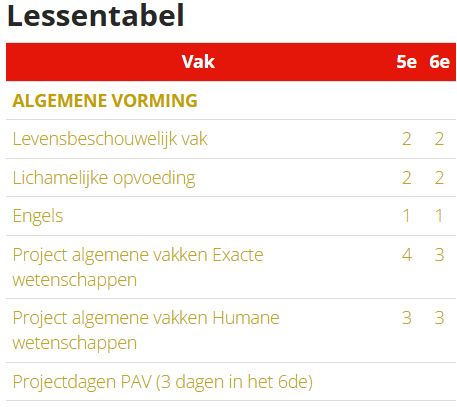 Lessentabel
Vak 5e 6e
ALGEMENE VORMING
Levensbeschouwelijk vak 2 2
Lichamelijke opvoeding 2 2
Engels 1 1
Project algemene vakken Exacte 4 3
wetenschappen
Project algemene vakken Humane 3 3
wetenschappen
Projectdagen PAV (3 dagen in het 6de)